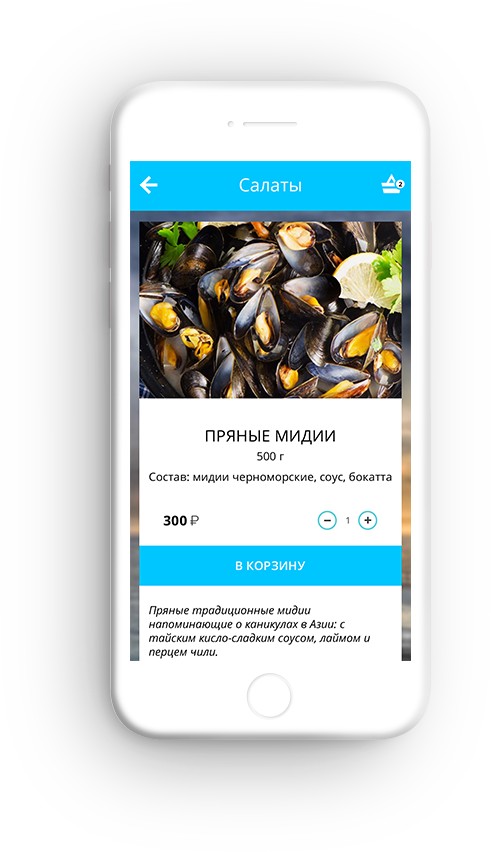 Салаты
2
ПРЯНЫЕ МИДИИ
500 г
Состав: мидии черноморские, соус, бокатта
300 ₽
1
В КОРЗИНУ
Пряные традиционные мидии
напоминающие о каникулах в Азии: с
тайским кисло-сладким соусом, лаймом и
перцем чили.